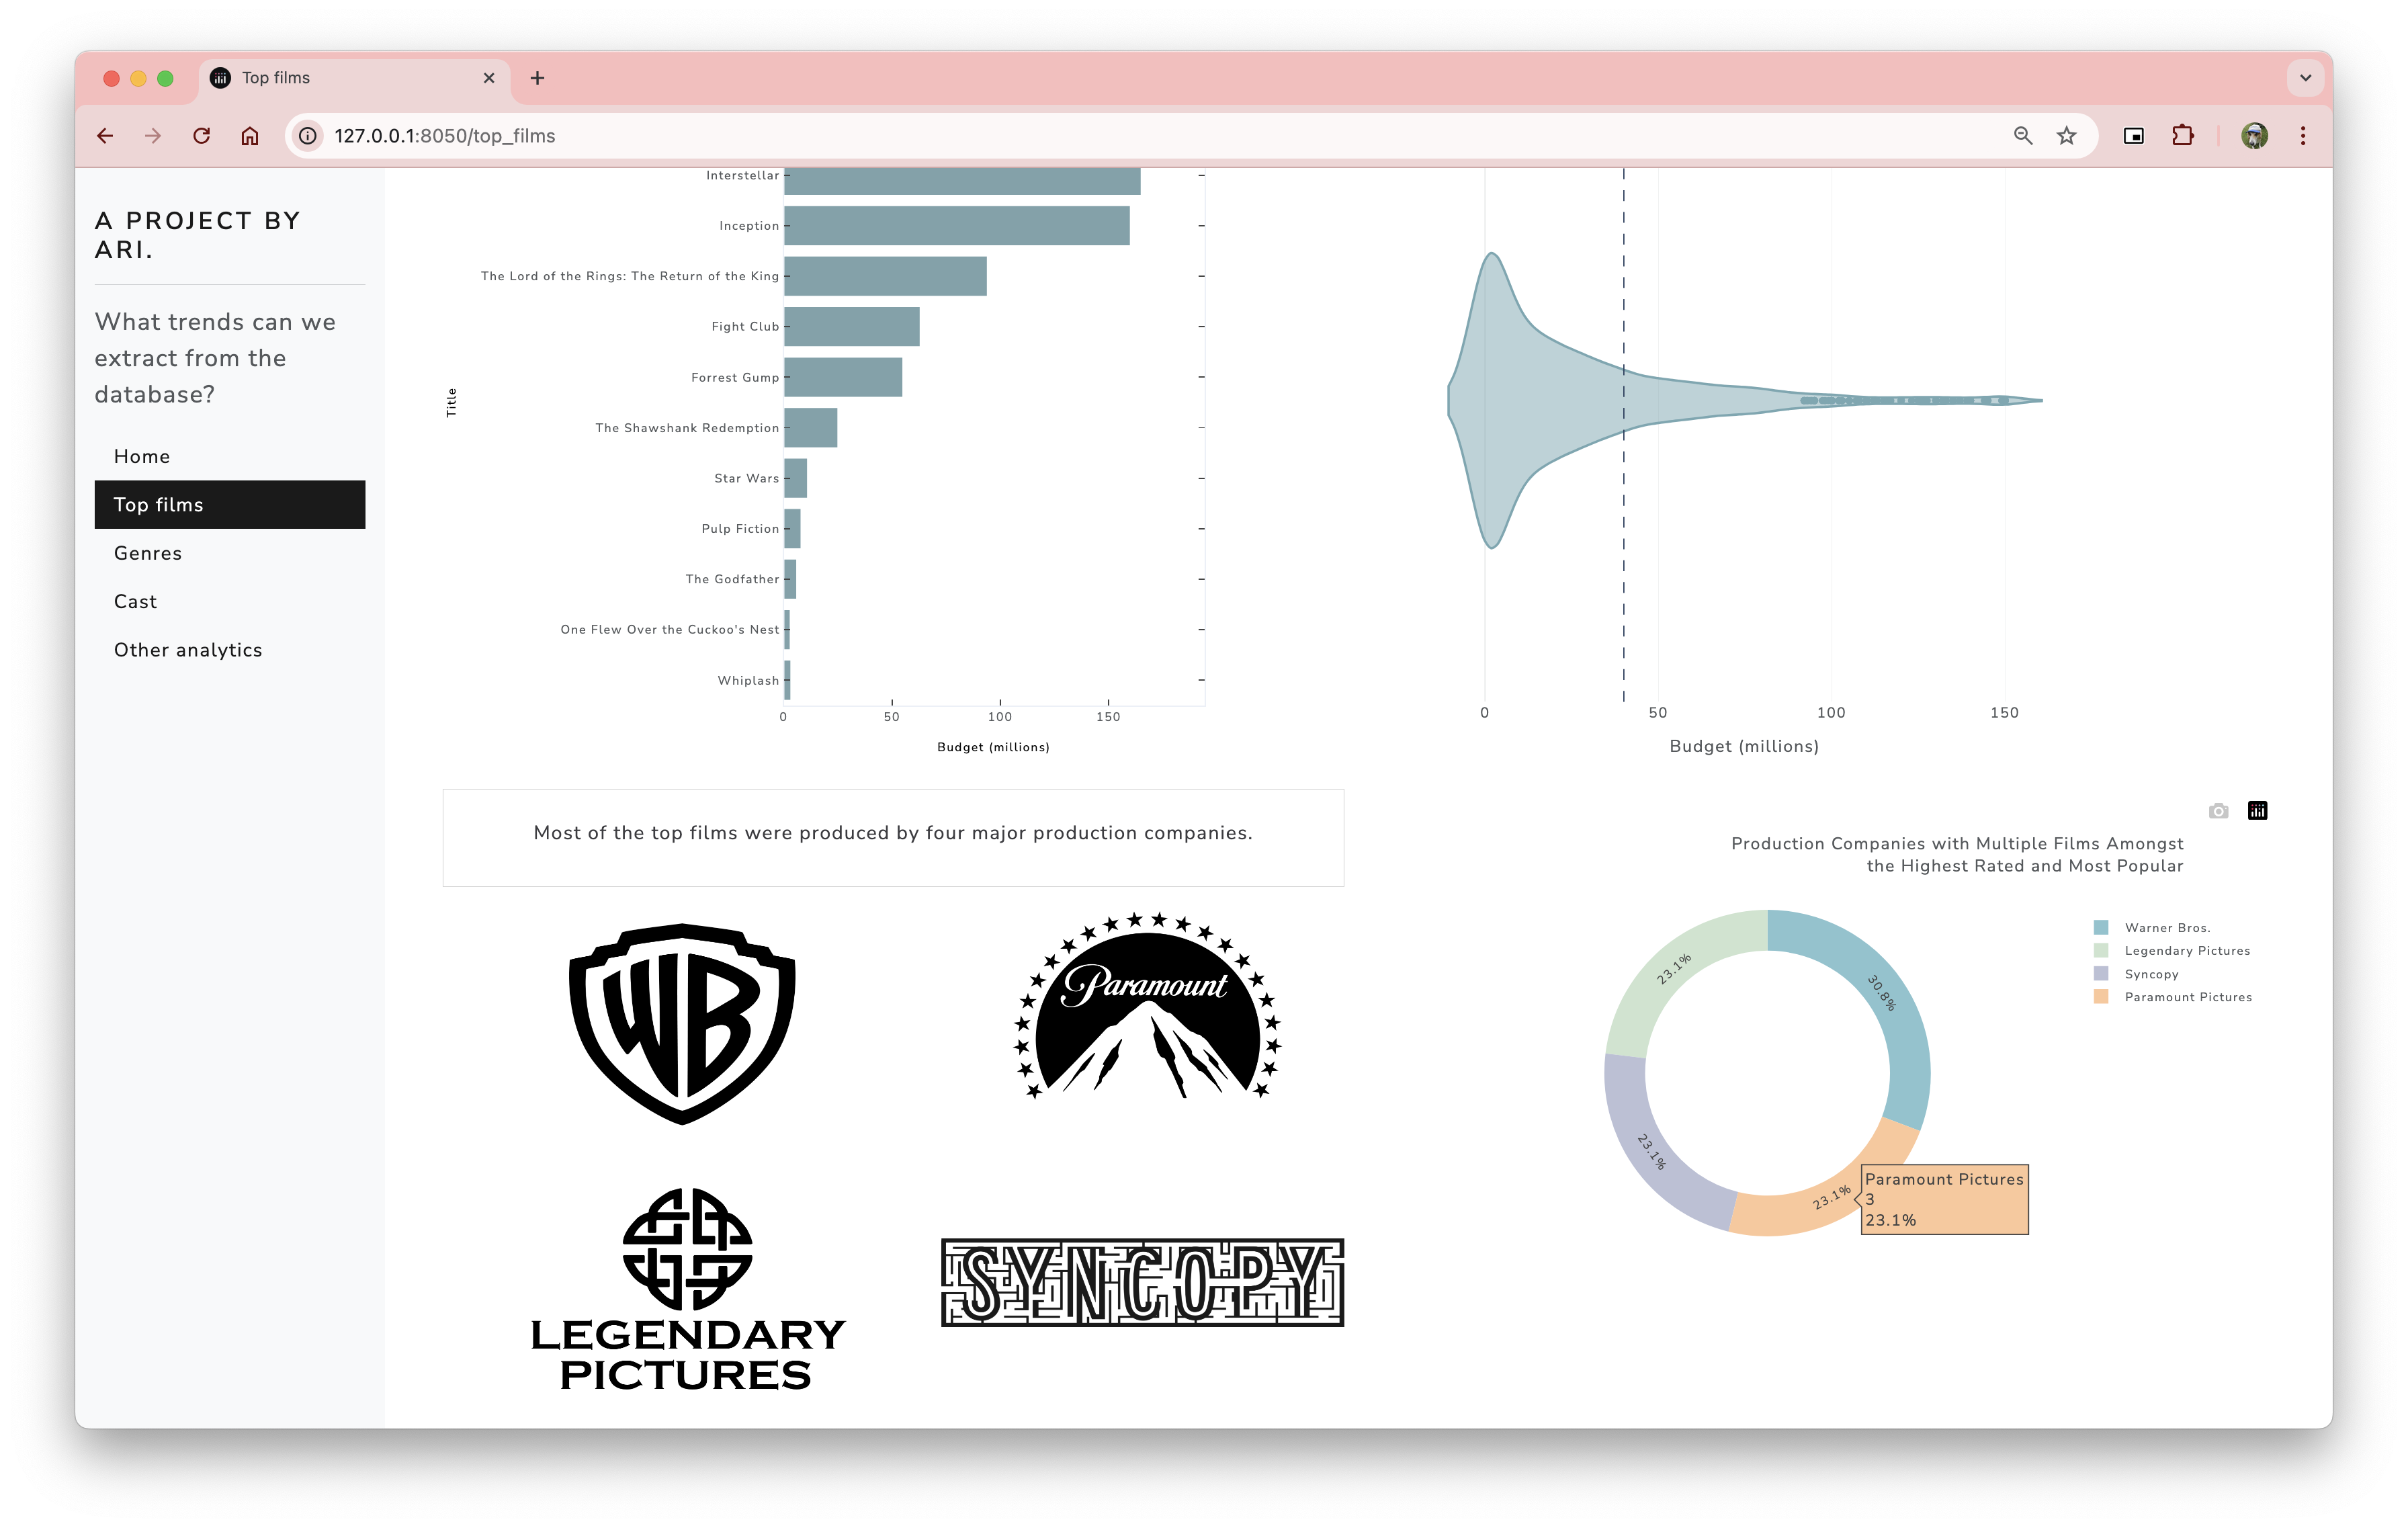 Top films
127.0.0.1:8050/top_films
A PROJECT BY
ARI.
What trends can we
extract from the
database?
Home
Top films
Genres
Cast
Other analytics
Title
Interstellar
Inception
The Lord of the Rings: The Return of the King
Fight Club
Forrest Gump
The Shawshank Redemption
Star Wars
Pulp Fiction
The Godfather
One Flew Over the Cuckoo's Nest
Whiplash
0 50 100 150
Budget (millions)
0 50 100 150
Budget (millions)
Most of the top films were produced by four major production companies.
WB
Paramount
LEGENDARY
PICTURES
SYNCOPY
Production Companies with Multiple Films Amongst
the Highest Rated and Most Popular
Warner Bros.
Legendary Pictures
Syncopy
Paramount Pictures
23.1%
30.8%
23.1%
23.1%
Paramount Pictures
3
23.1%